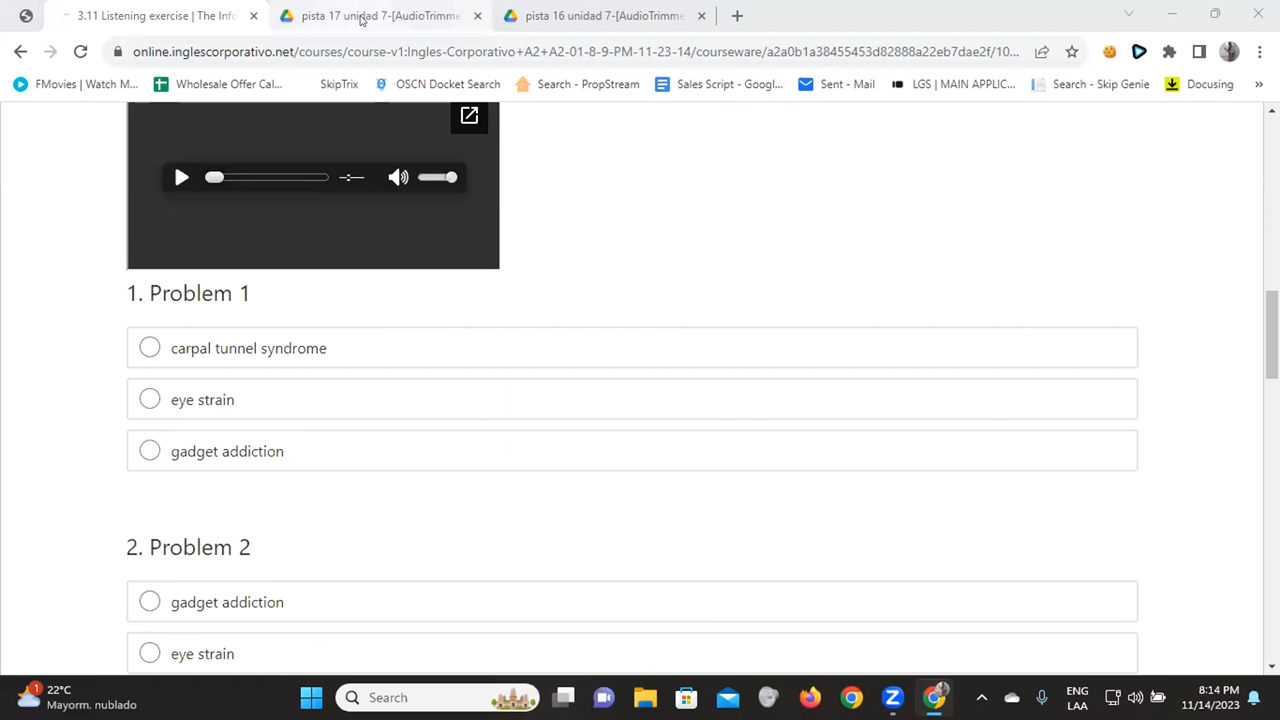 3.11 Listening exercise | The Info
pista 17 unidad 7-[AudioTrimme
pista 16 unidad 7-[AudioTrimme
online.inglescorporativo.net/courses/course-v1:Ingles-Corporativo+A2+A2-01-8-9-PM-11-23-14/courseware/a2a0b1a38455453d82888a22eb7dae2f/10...
FMovies | Watch M...
Wholesale Offer Cal...
SkipTrix
OSCN Docket Search
Search - PropStream
Sales Script - Googl...
Sent - Mail
LGS | MAIN APPLIC...
Search - Skip Genie
Docusing
»
1. Problem 1
carpal tunnel syndrome
eye strain
gadget addiction
2. Problem 2
gadget addiction
eye strain
1
22°C
Mayorm. nublado
Search
ENG
LAA
8:14 PM
11/14/2023